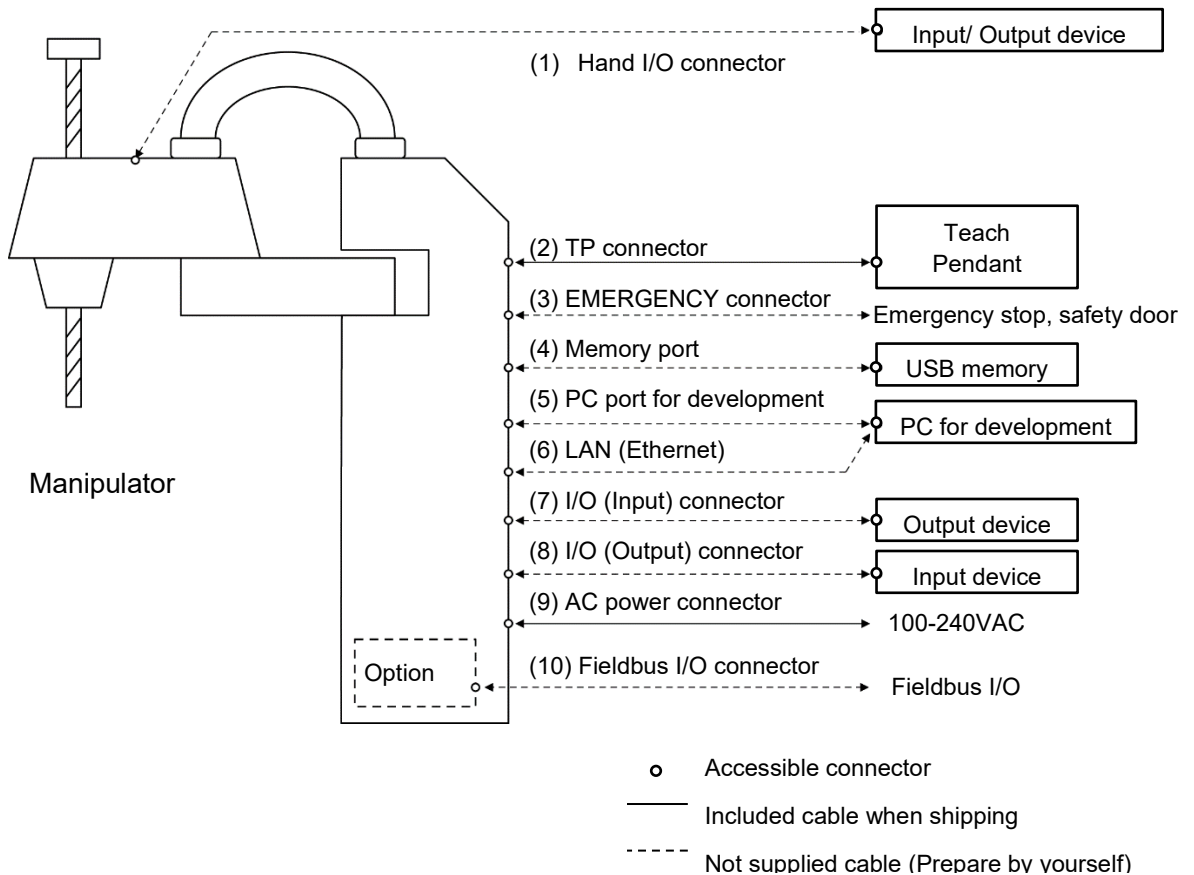 Input/ Output device
(1) Hand I/O connector
(2) TP connector
Teach
Pendant
(3) EMERGENCY connector
Emergency stop, safety door
(4) Memory port
USB memory
(5) PC port for development
PC for development
(6) LAN (Ethernet)
Manipulator
(7) I/O (Input) connector
Output device
(8) I/O (Output) connector
Input device
(9) AC power connector
100-240VAC
Option
(10) Fieldbus I/O connector
Fieldbus I/O
Accessible connector
Included cable when shipping
Not supplied cable (Prepare by yourself)